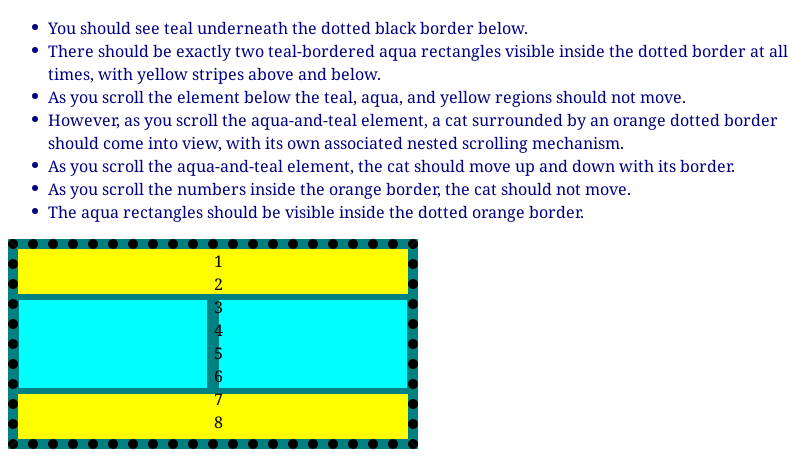 You should see teal underneath the dotted black border below.
There should be exactly two teal-bordered aqua rectangles visible inside the dotted border at all
times, with yellow stripes above and below.
As you scroll the element below the teal, aqua, and yellow regions should not move.
However, as you scroll the aqua-and-teal element, a cat surrounded by an orange dotted border
should come into view, with its own associated nested scrolling mechanism.
As you scroll the aqua-and-teal element, the cat should move up and down with its border.
As you scroll the numbers inside the orange border, the cat should not move.
The aqua rectangles should be visible inside the dotted orange border.
1
2
3
4
5
6
7
8